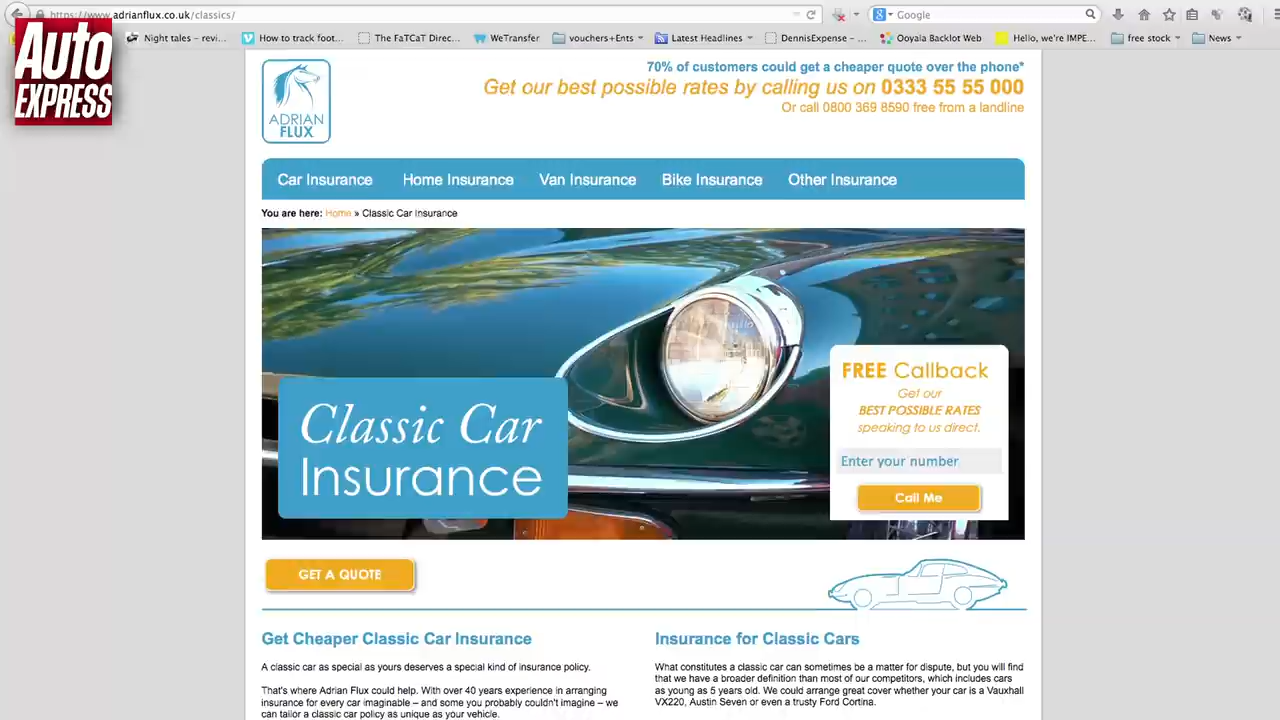 https://www.adrianflux.co.uk/classics/
Google
Night tales – revi...
How to track foot...
The FaTCaT Direc...
WeTransfer
vouchers+Ents
Latest Headlines
DennisExpense – ...
Ooyala Backlot Web
Hello, we're IMPE...
free stock
News
Auto
EXPRESS
ADRIAN
FLUX
70% of customers could get a cheaper quote over the phone*
Get our best possible rates by calling us on 0333 55 55 000
Or call 0800 369 8590 free from a landline
Car Insurance
Home Insurance
Van Insurance
Bike Insurance
Other Insurance
You are here: Home » Classic Car Insurance
Classic Car
Insurance
FREE Callback
Get our
BEST POSSIBLE RATES
speaking to us direct.
Enter your number
Call Me
GET A QUOTE
Get Cheaper Classic Car Insurance
A classic car as special as yours deserves a special kind of insurance policy.
That's where Adrian Flux could help. With over 40 years experience in arranging
insurance for every car imaginable – and some you probably couldn't imagine – we
can tailor a classic car policy as unique as your vehicle.
Insurance for Classic Cars
What constitutes a classic car can sometimes be a matter for dispute, but you will find
that we have a broader definition than most of our competitors, which includes cars
as young as 5 years old. We could arrange great cover whether your car is a Vauxhall
VX220, Austin Seven or even a trusty Ford Cortina.